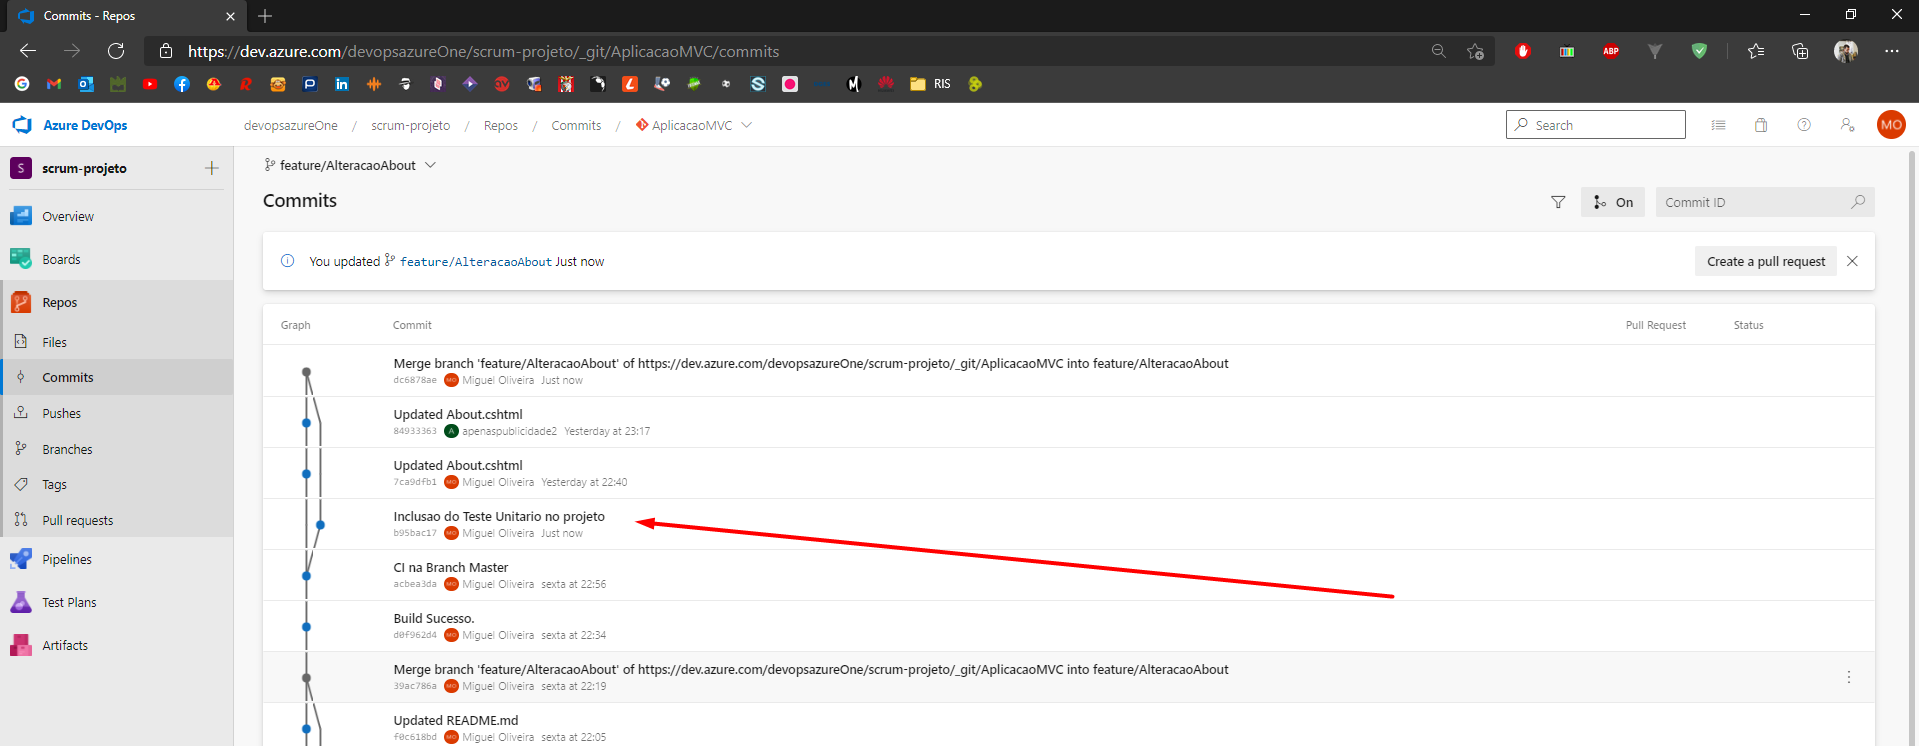 Commits - Repos
https://dev.azure.com/devopsazureOne/scrum-projeto/_git/AplicacaoMVC/commits
ABP
RIS
Azure DevOps
devopsazureOne / scrum-projeto / Repos / Commits / AplicacaoMVC
Search
MO
S scrum-projeto
feature/AlteracaoAbout
Commits
On
Commit ID
Overview
Boards
Repos
Files
Commits
Pushes
Branches
Tags
Pull requests
Pipelines
Test Plans
Artifacts
You updated feature/AlteracaoAbout Just now
Create a pull request
Graph Commit Pull Request Status
Merge branch 'feature/AlteracaoAbout' of https://dev.azure.com/devopsazureOne/scrum-projeto/_git/AplicacaoMVC into feature/AlteracaoAbout
dc6878ae MO Miguel Oliveira Just now
Updated About.cshtml
84933363 A apenaspublicidade2 Yesterday at 23:17
Updated About.cshtml
7ca9dfb1 MO Miguel Oliveira Yesterday at 22:40
Inclusao do Teste Unitario no projeto
b95bac17 MO Miguel Oliveira Just now
CI na Branch Master
acbea3da MO Miguel Oliveira sexta at 22:56
Build Sucesso.
d0f962d4 MO Miguel Oliveira sexta at 22:34
Merge branch 'feature/AlteracaoAbout' of https://dev.azure.com/devopsazureOne/scrum-projeto/_git/AplicacaoMVC into feature/AlteracaoAbout
39ac786a MO Miguel Oliveira sexta at 22:19
Updated README.md
f0c618bd MO Miguel Oliveira sexta at 22:05